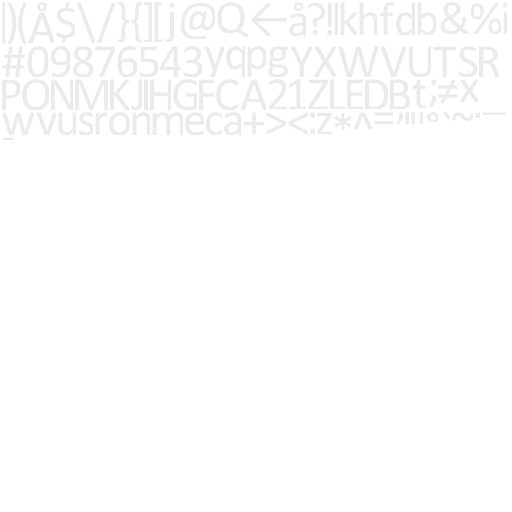 |)(Å$\/}{][j@Q←å?!lkhfdb&%i
#09876543yqpgYXWVUTSR
PONMKJIHGFCA21ZLEDBt;≠x
wvusronmeca+><:z*^=